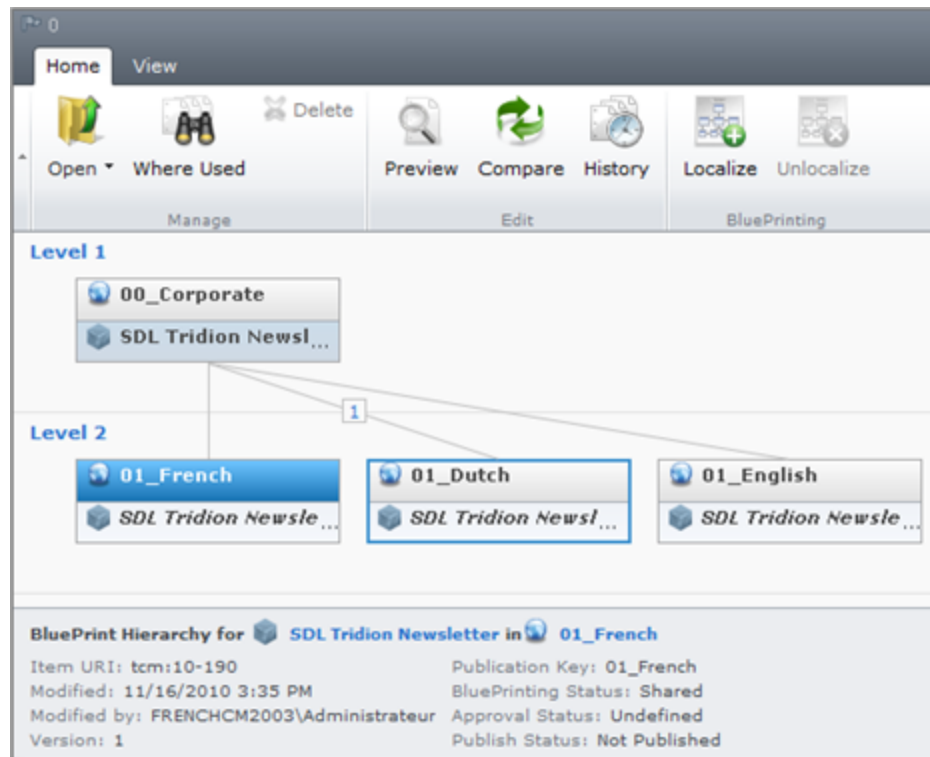 0
Home View
Delete
Open Where Used Preview Compare History Localize Unlocalize
Manage Edit BluePrinting
Level 1
00_Corporate
SDL Tridion Newsl...
1
Level 2
01_French 01_Dutch 01_English
SDL Tridion Newsle... SDL Tridion Newsl... SDL Tridion Newsle...
BluePrint Hierarchy for SDL Tridion Newsletter in 01_French
Item URI: tcm:10-190 Publication Key: 01_French
Modified: 11/16/2010 3:35 PM BluePrinting Status: Shared
Modified by: FRENCHCM2003\Administrateur Approval Status: Undefined
Version: 1 Publish Status: Not Published